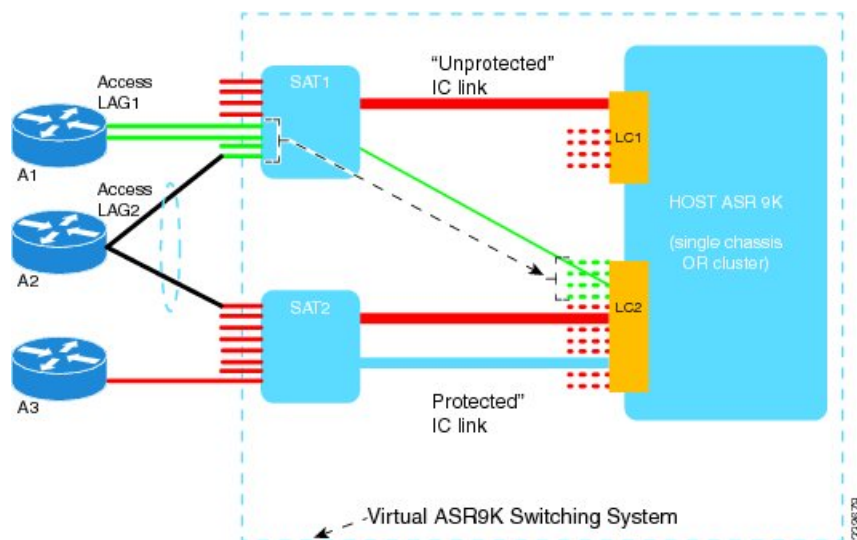 Access
LAG1
SAT1
"Unprotected"
IC link
A1
LC1
Access
LAG2
HOST ASR 9K
(single chassis
OR cluster)
A2
SAT2
LC2
A3
Protected"
IC link
Virtual ASR9K Switching System